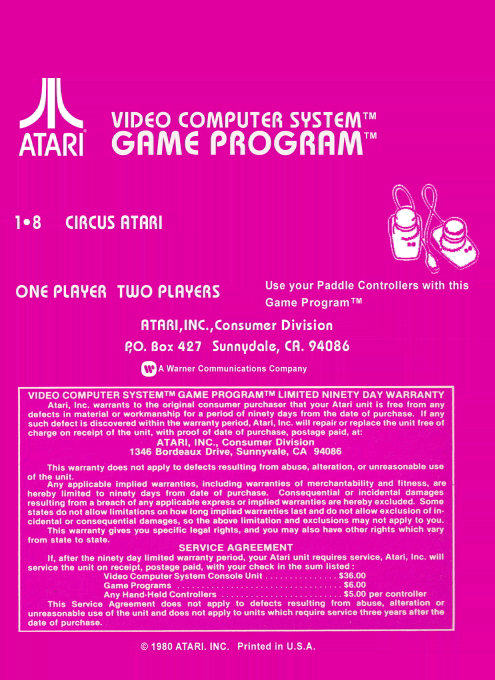 ATARI®
VIDEO COMPUTER SYSTEM™
GAME PROGRAM™
1•8 CIRCUS ATARI
ONE PLAYER TWO PLAYERS
Use your Paddle Controllers with this
Game Program™
ATARI,INC.,Consumer Division
P.O. Box 427 Sunnydale, CA. 94086
A Warner Communications Company
VIDEO COMPUTER SYSTEM™ GAME PROGRAM™ LIMITED NINETY DAY WARRANTY
Atari, Inc. warrants to the original consumer purchaser that your Atari unit is free from any
defects in material or workmanship for a period of ninety days from the date of purchase. If any
such defect is discovered within the warranty period, Atari, Inc. will repair or replace the unit free of
charge on receipt of the unit, with proof of date of purchase, postage paid, at:
ATARI, INC., Consumer Division
1346 Bordeaux Drive, Sunnyvale, CA 94086
This warranty does not apply to defects resulting from abuse, alteration, or unreasonable use
of the unit.
Any applicable implied warranties, including warranties of merchantability and fitness, are
hereby limited to ninety days from date of purchase. Consequential or incidental damages
resulting from a breach of any applicable express or implied warranties are hereby excluded. Some
states do not allow limitations on how long implied warranties last and do not allow exclusion of in-
cidental or consequential damages, so the above limitation and exclusions may not apply to you.
This warranty gives you specific legal rights, and you may also have other rights which vary
from state to state.
SERVICE AGREEMENT
If, after the ninety day limited warranty period, your Atari unit requires service, Atari, Inc. will
service the unit on receipt, postage paid, with your check in the sum listed :
Video Computer System Console Unit . . . . . . . . . . . . . . . $36.00
Game Programs . . . . . . . . . . . . . . . . . . . . . . . . . . . . $6.00
Any Hand-Held Controllers . . . . . . . . . . . . . . . . . . . . . . . . . $5.00 per controller
This Service Agreement does not apply to defects resulting from abuse, alteration or
unreasonable use of the unit and does not apply to units which require service three years after the
date of purchase.
© 1980 ATARI. INC. Printed in U.S.A.